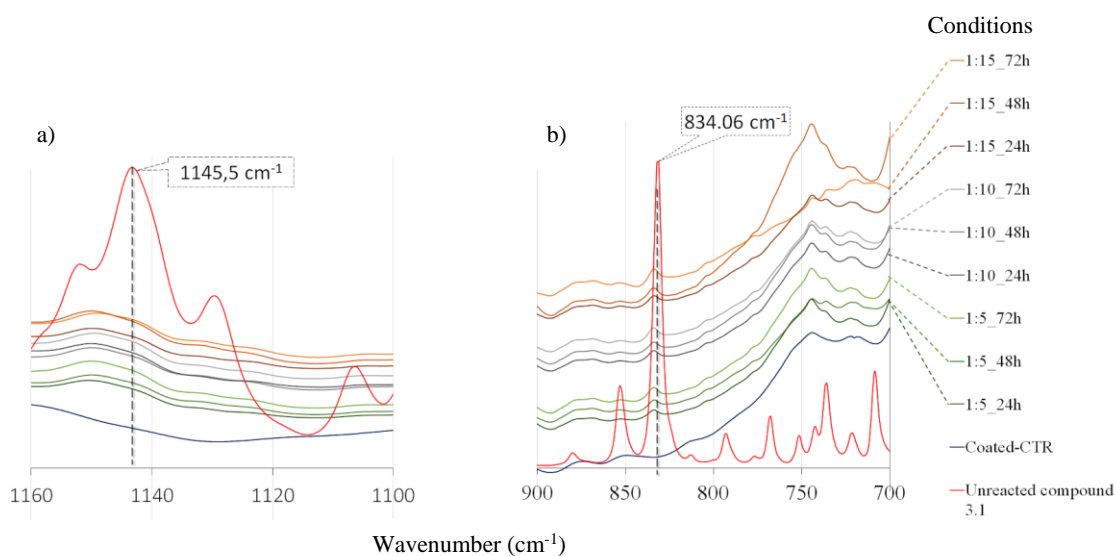 Conditions
a)
1145,5 cm-1
1160
1140
1120
1100
b)
834.06 cm-1
900
850
800
750
700
1:15_72h
1:15_48h
1:15_24h
1:10_72h
1:10_48h
1:10_24h
1:5_72h
1:5_48h
1:5_24h
Coated-CTR
Unreacted compound
3.1
Wavenumber (cm-1)